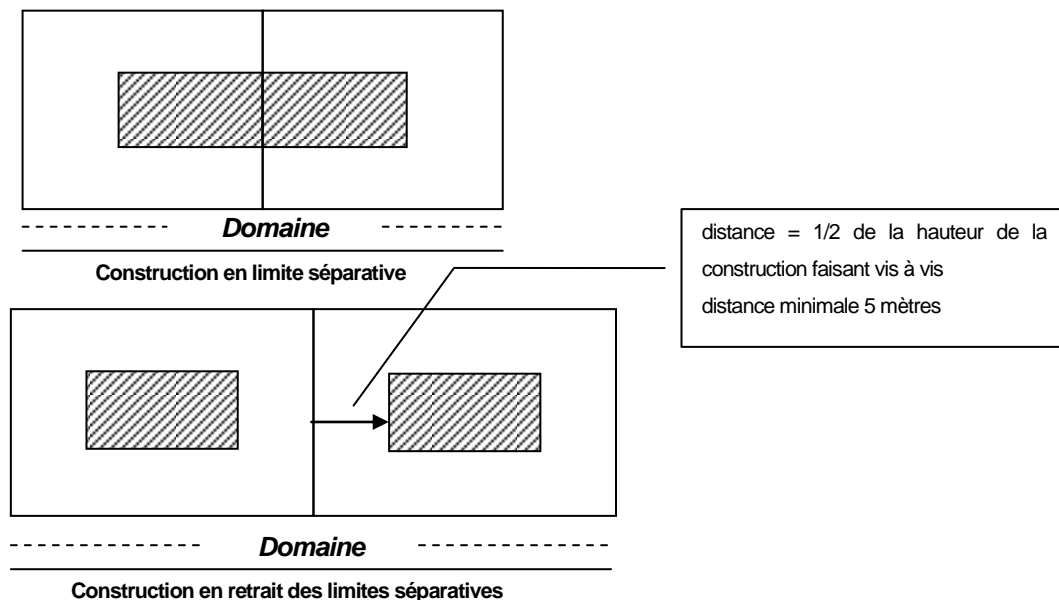 Domaine
Construction en limite séparative
distance = 1/2 de la hauteur de la
construction faisant vis à vis
distance minimale 5 mètres
Domaine
Construction en retrait des limites séparatives